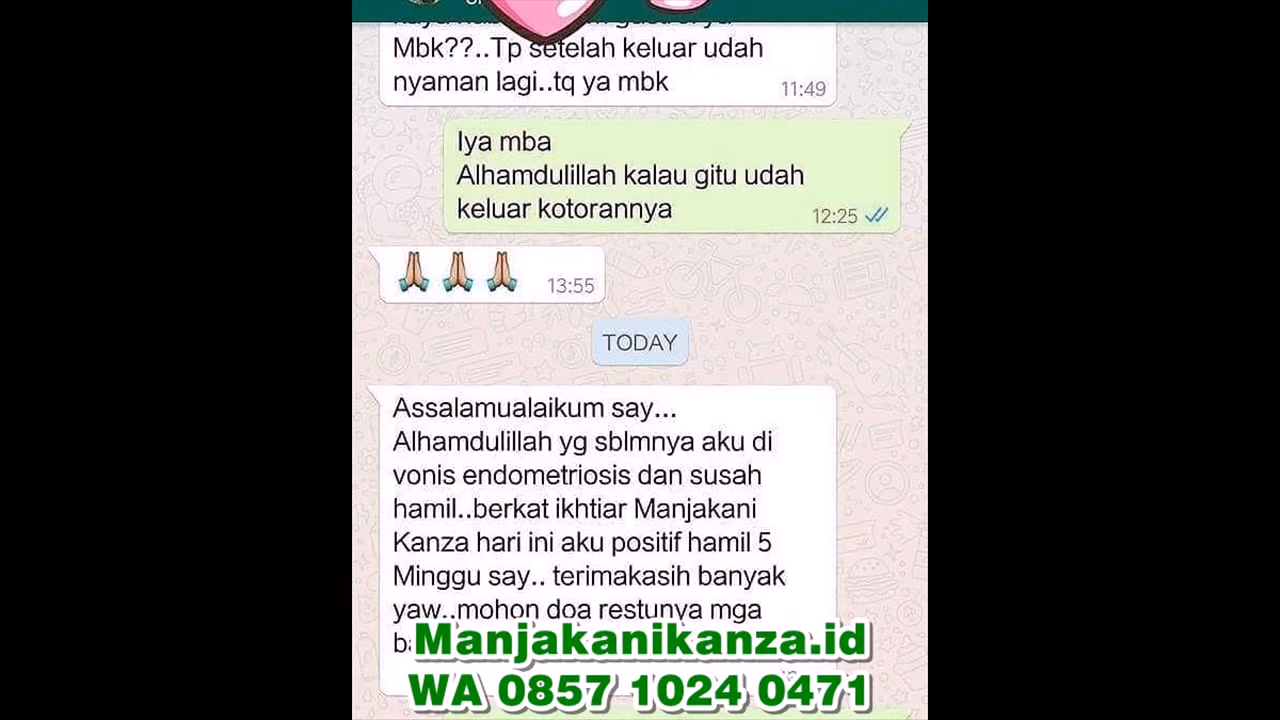 Mbk??..Tp setelah keluar udah
nyaman lagi..tq ya mbk
11:49
Iya mba
Alhamdulillah kalau gitu udah
keluar kotorannya
12:25
13:55
TODAY
Assalamualaikum say...
Alhamdulillah yg sblmnya aku di
vonis endometriosis dan susah
hamil..berkat ikhtiar Manjakani
Kanza hari ini aku positif hamil 5
Minggu say.. terimakasih banyak
yaw..mohon doa restunya mga
Manjakanikanza.id
WA 0857 1024 0471